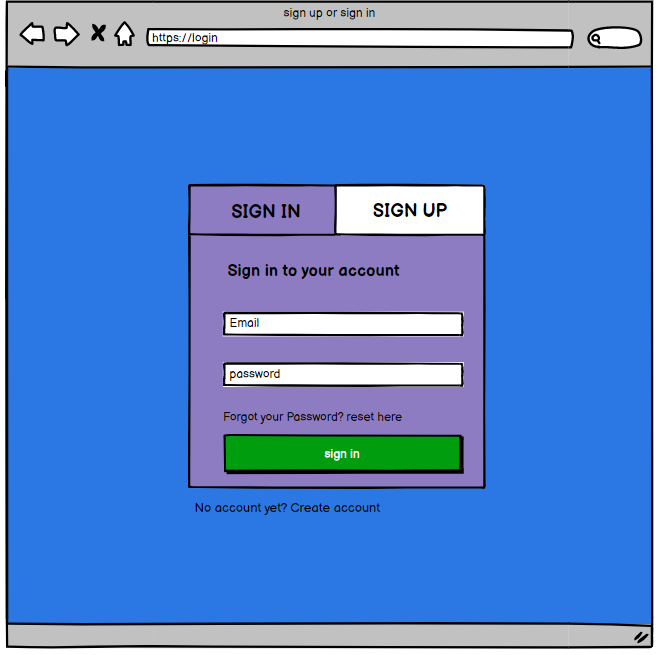 sign up or sign in
https://login
SIGN IN
SIGN UP
Sign in to your account
Email
password
Forgot your Password? reset here
sign in
No account yet? Create account